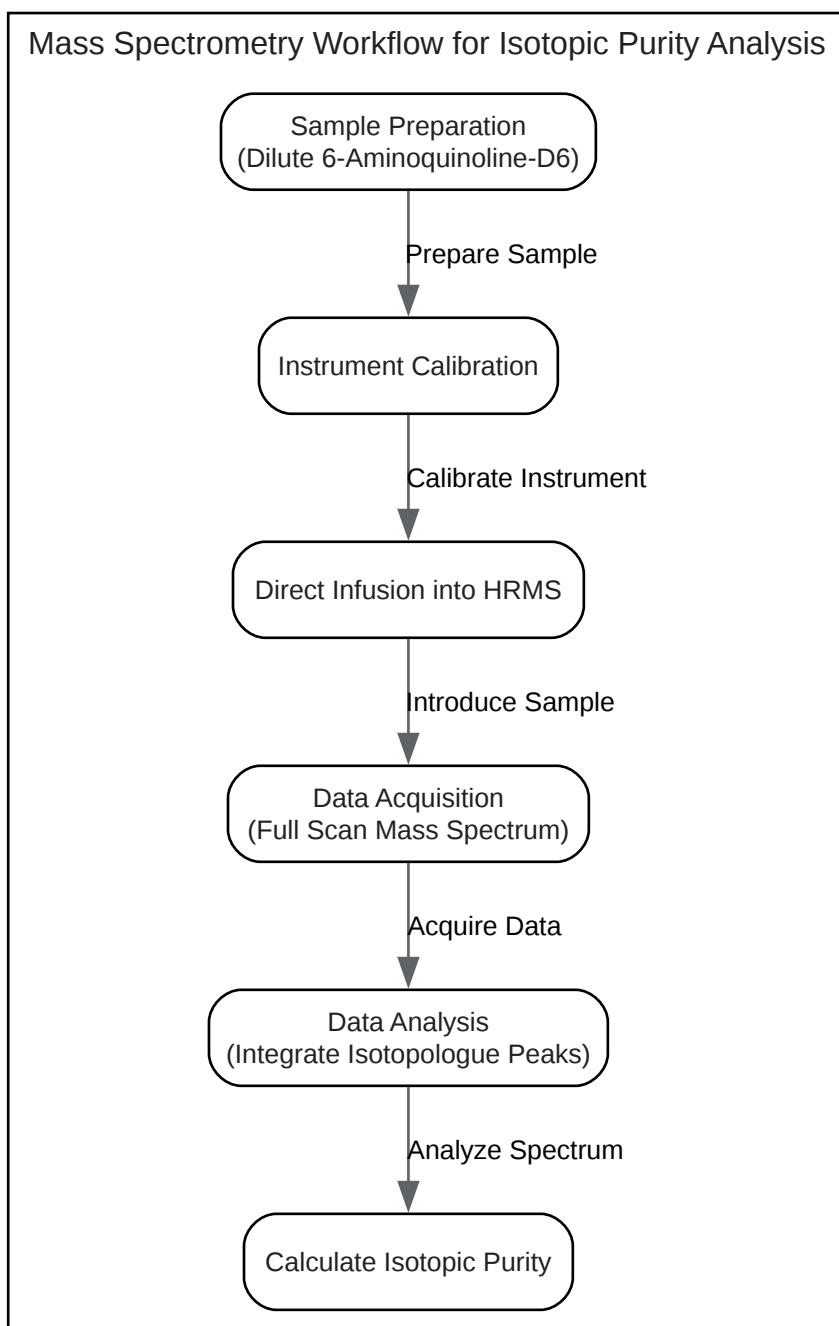 Mass Spectrometry Workflow for Isotopic Purity Analysis
Sample Preparation
(Dilute 6-Aminoquinoline-D6)
Prepare Sample
Instrument Calibration
Calibrate Instrument
Direct Infusion into HRMS
Introduce Sample
Data Acquisition
(Full Scan Mass Spectrum)
Acquire Data
Data Analysis
(Integrate Isotopologue Peaks)
Analyze Spectrum
Calculate Isotopic Purity